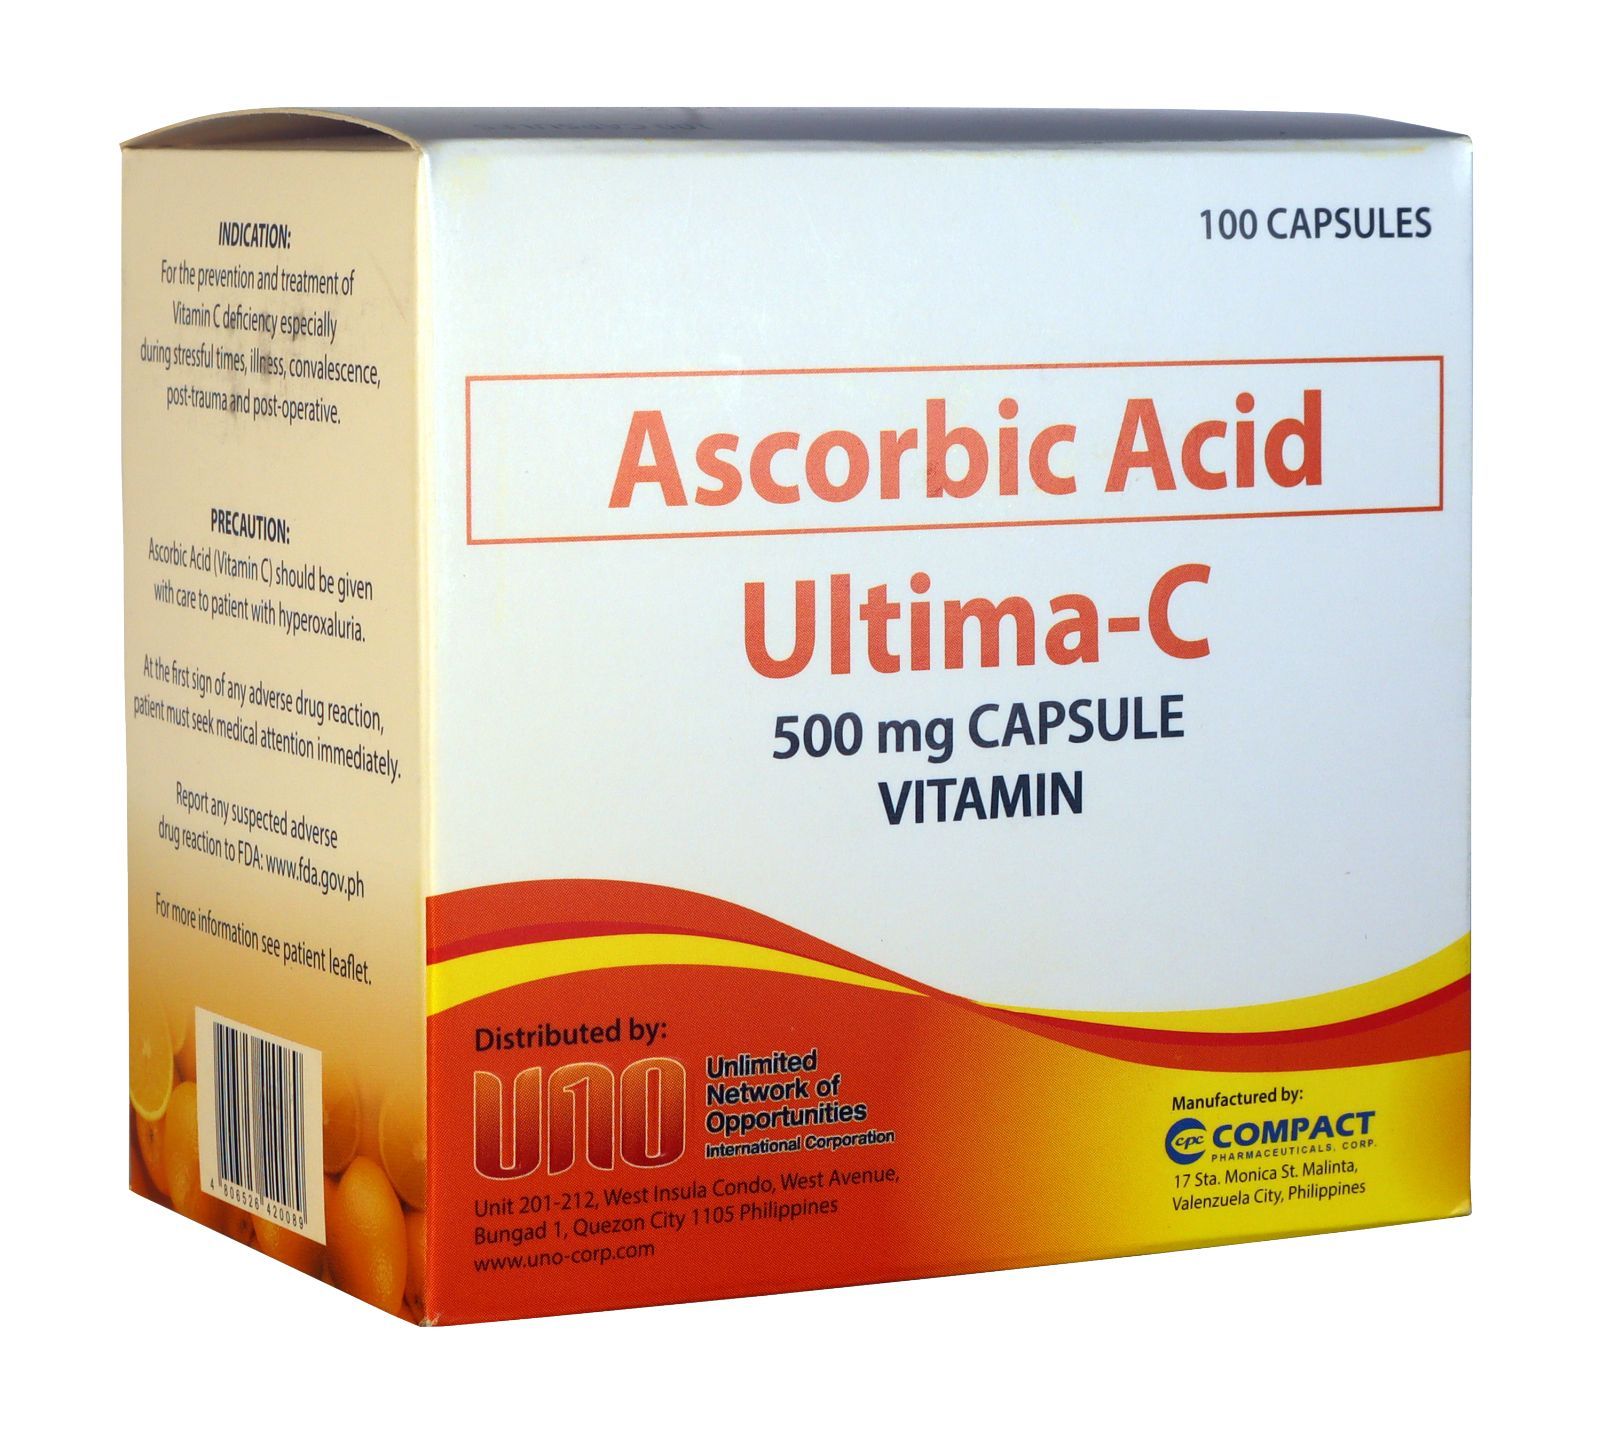 100 CAPSULES
INDICATION:
For the prevention and treatment of
Vitamin C deficiency especially
during stressful times, illness, convalescence,
post-trauma and post-operative.
PRECAUTION:
Ascorbic Acid (Vitamin C) should be given
with care to patient with hyperoxaluria.
At the first sign of any adverse drug reaction,
patient must seek medical attention immediately.
Report any suspected adverse
drug reaction to FDA: www.fda.gov.ph
For more information see patient leaflet.
4 806526 420089
100 CAPSULES
Ascorbic Acid
Ultima-C
500 mg CAPSULE
VITAMIN
Distributed by:
UNO
Unlimited
Network of
Opportunities
International Corporation
Unit 201-212, West Insula Condo, West Avenue,
Bungad 1, Quezon City 1105 Philippines
www.uno-corp.com
Manufactured by:
cpc COMPACT
PHARMACEUTICALS, CORP.
17 Sta. Monica St. Malinta,
Valenzuela City, Philippines